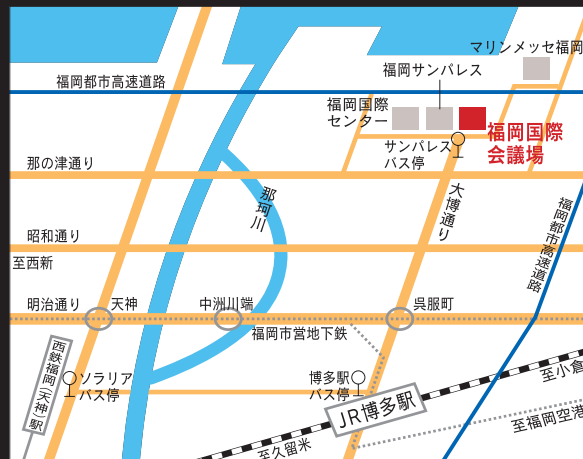 マリンメッセ福岡
福岡サンパレス
福岡都市高速道路
福岡国際
センター
福岡国際
会議場
サンパレス
バス停
那の津通り
那珂川
大博通り
福岡都市高速道路
昭和通り
至西新
明治通り
天神
中洲川端
呉服町
福岡市営地下鉄
西鉄福岡(天神)駅
ソラリア
バス停
博多駅
バス停
JR博多駅
至小倉
至福岡空港
至久留米